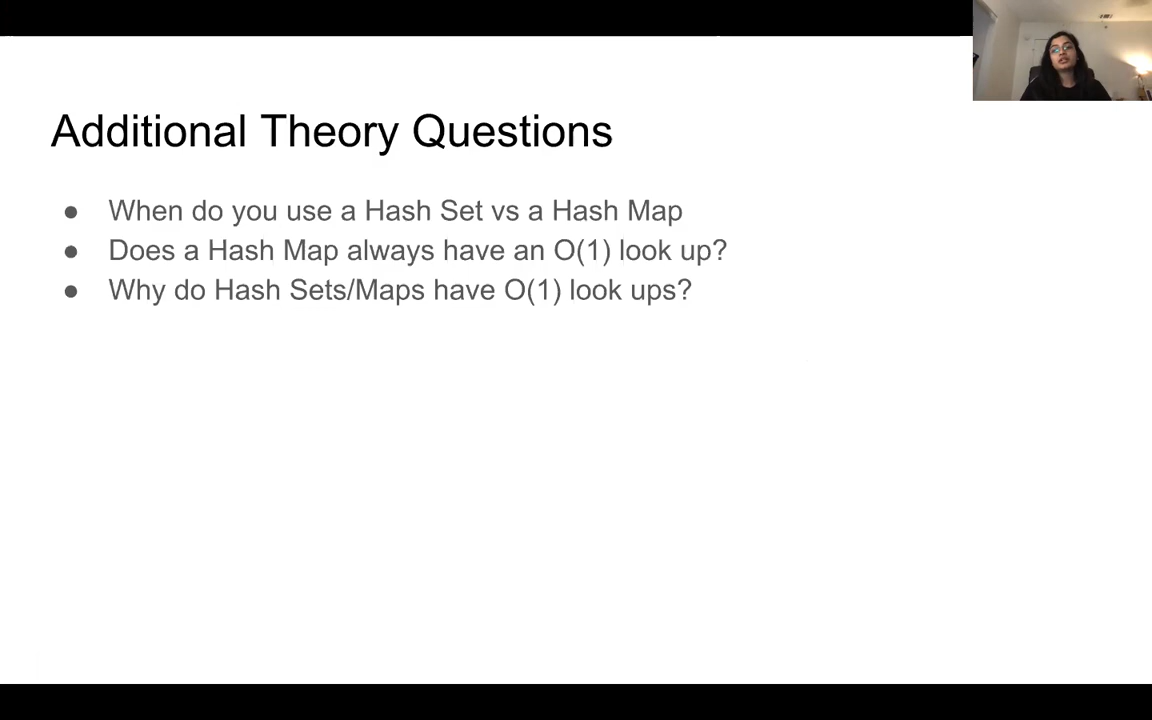 Additional Theory Questions
● When do you use a Hash Set vs a Hash Map
● Does a Hash Map always have an O(1) look up?
● Why do Hash Sets/Maps have O(1) look ups?